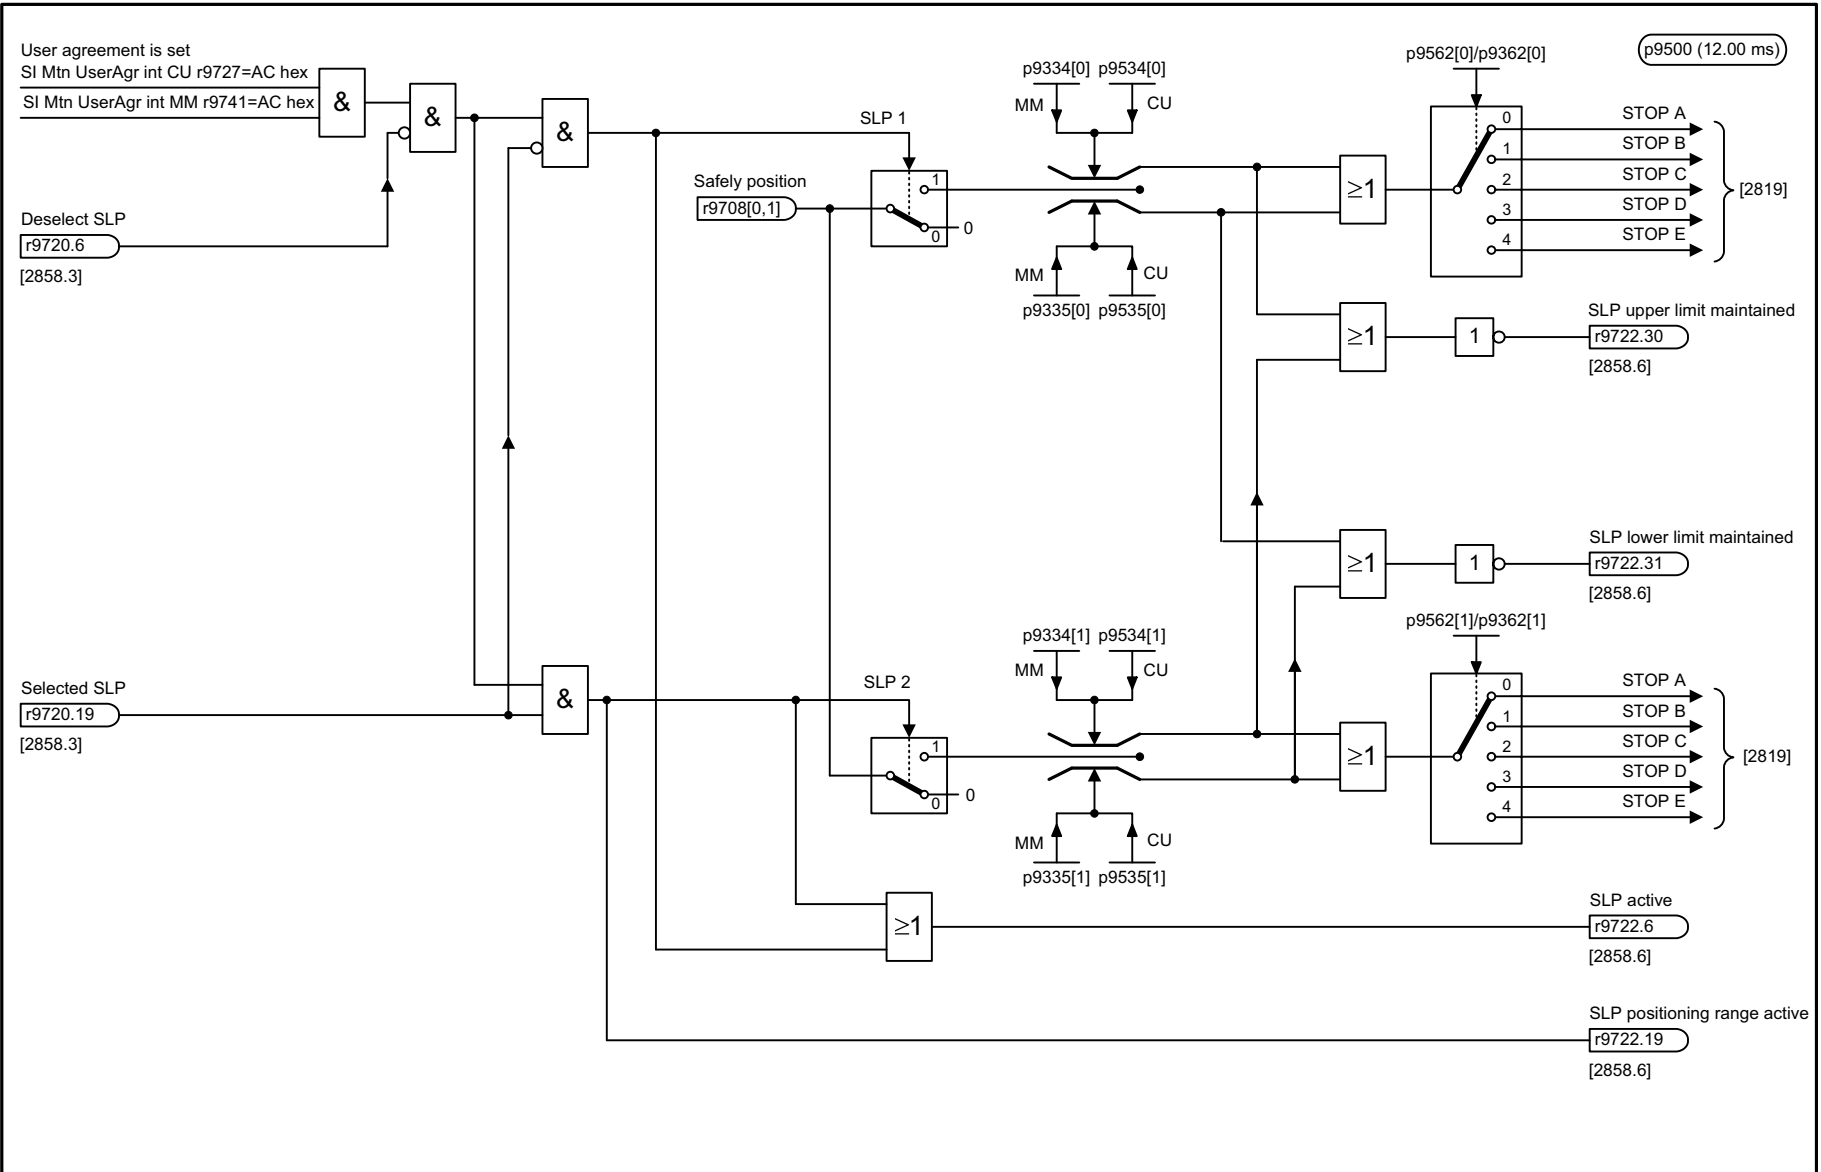 User agreement is set
SI Mtn UserAgr int CU r9727=AC hex
SI Mtn UserAgr int MM r9741=AC hex
&
&
&
Deselect SLP
r9720.6
[2858.3]
SLP 1
Safely position
r9708[0,1]
1
0
0
p9334[0] p9534[0]
MM
CU
MM
CU
p9335[0] p9535[0]
≥1
p9562[0]/p9362[0]
p9500 (12.00 ms)
0
1
2
3
4
STOP A
STOP B
STOP C
STOP D
STOP E
[2819]
≥1
1
SLP upper limit maintained
r9722.30
[2858.6]
≥1
1
SLP lower limit maintained
r9722.31
[2858.6]
Selected SLP
r9720.19
[2858.3]
&
SLP 2
1
0
0
p9334[1] p9534[1]
MM
CU
MM
CU
p9335[1] p9535[1]
≥1
p9562[1]/p9362[1]
0
1
2
3
4
STOP A
STOP B
STOP C
STOP D
STOP E
[2819]
≥1
SLP active
r9722.6
[2858.6]
SLP positioning range active
r9722.19
[2858.6]